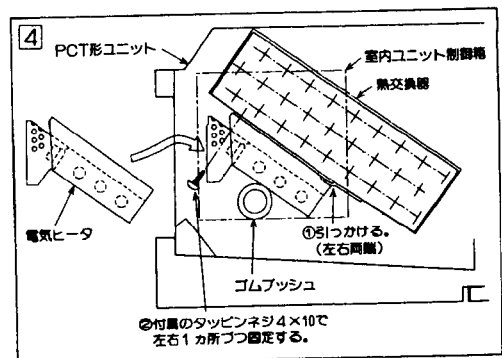 4
PCT形ユニット
室内ユニット制御箱
熱交換器
電気ヒータ
①引っかける。
(左右両端)
ゴムブッシュ
②付属のタッピンネジ4×10で
左右1ヵ所づつ固定する。